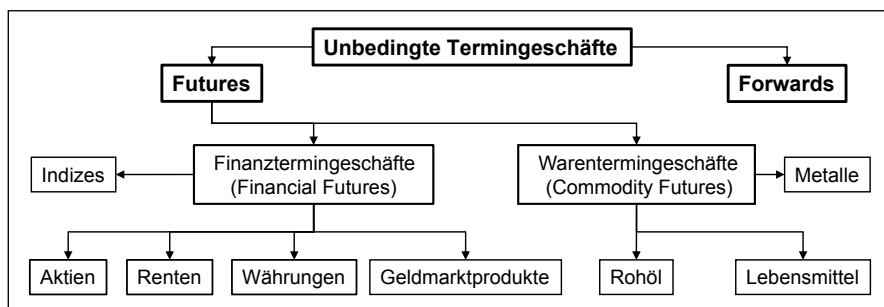 Unbedingte Termingeschäfte
Futures
Forwards
Finanztermingeschäfte
(Financial Futures)
Warentermingeschäfte
(Commodity Futures)
Indizes
Metalle
Aktien
Renten
Währungen
Geldmarktprodukte
Rohöl
Lebensmittel